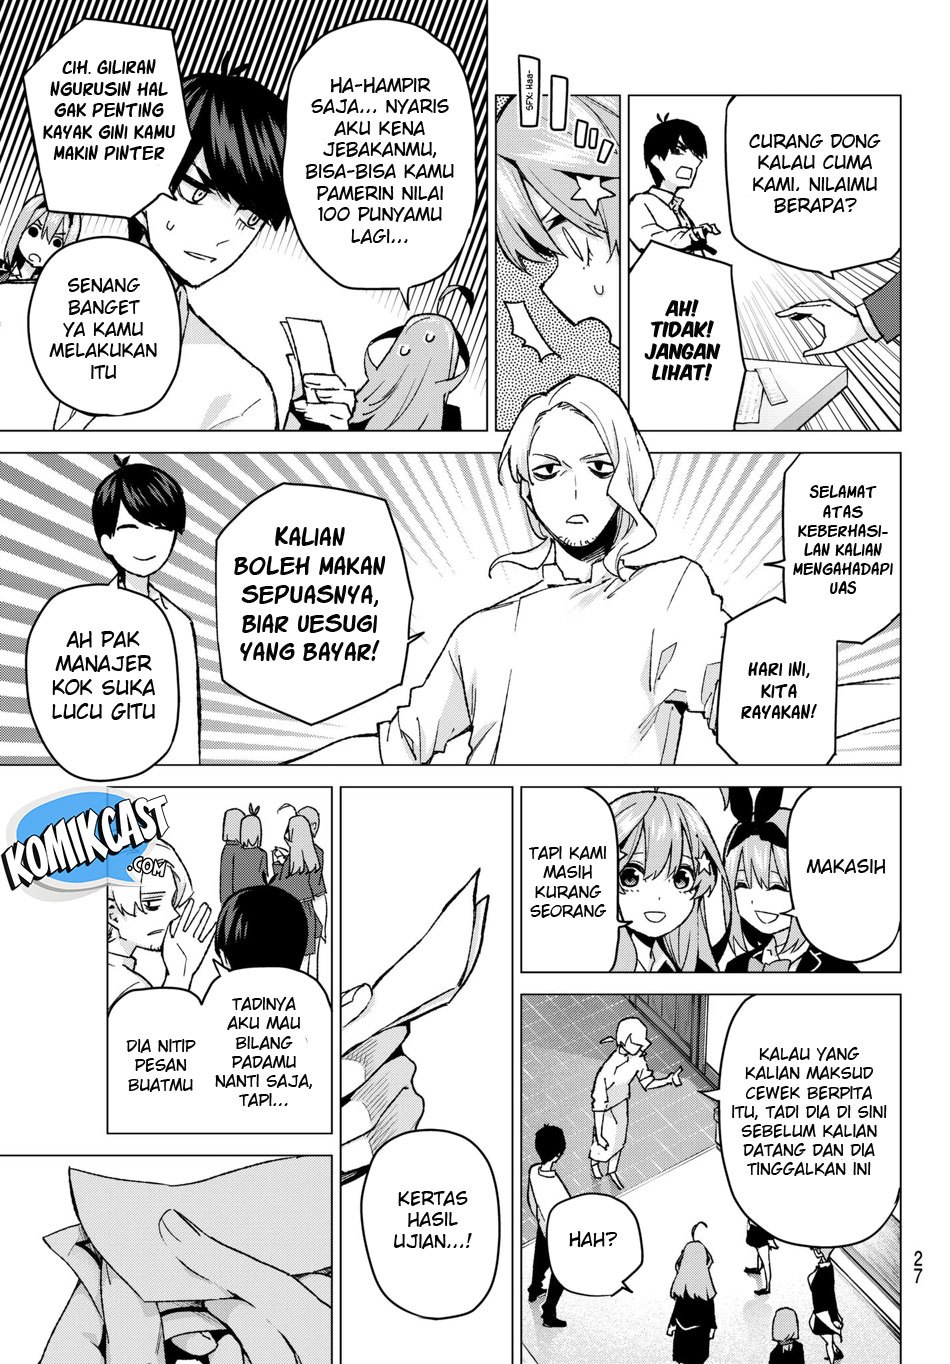 CURANG DONG
KALAU CUMA
KAMI. NILAIMU
BERAPA?
AH!
TIDAK!
JANGAN
LIHAT!
SFX: Haa-
HA-HAMPIR
SAJA... NYARIS
AKU KENA
JEBAKANMU,
BISA-BISA KAMU
PAMERIN NILAI
100 PUNYAMU
LAGI...
CIH. GILIRAN
NGURUSIN HAL
GAK PENTING
KAYAK GINI KAMU
MAKIN PINTER
SENANG
BANGET
YA KAMU
MELAKUKAN
ITU
SELAMAT
ATAS
KEBERHASI-
LAN KALIAN
MENGAHADAPI
UAS
HARI INI,
KITA
RAYAKAN!
KALIAN
BOLEH MAKAN
SEPUASNYA,
BIAR UESUGI
YANG BAYAR!
AH PAK
MANAJER
KOK SUKA
LUCU GITU
MAKASIH
TAPI KAMI
MASIH
KURANG
SEORANG
KALAU YANG
KALIAN MAKSUD
CEWEK BERPITA
ITU, TADI DIA DI SINI
SEBELUM KALIAN
DATANG DAN DIA
TINGGALKAN INI
HAH?
KERTAS
HASIL
UJIAN...!
TADINYA
AKU MAU
BILANG
PADAMU
NANTI SAJA,
TAPI...
DIA NITIP
PESAN
BUATMU
KOMIKCAST
.COM
27